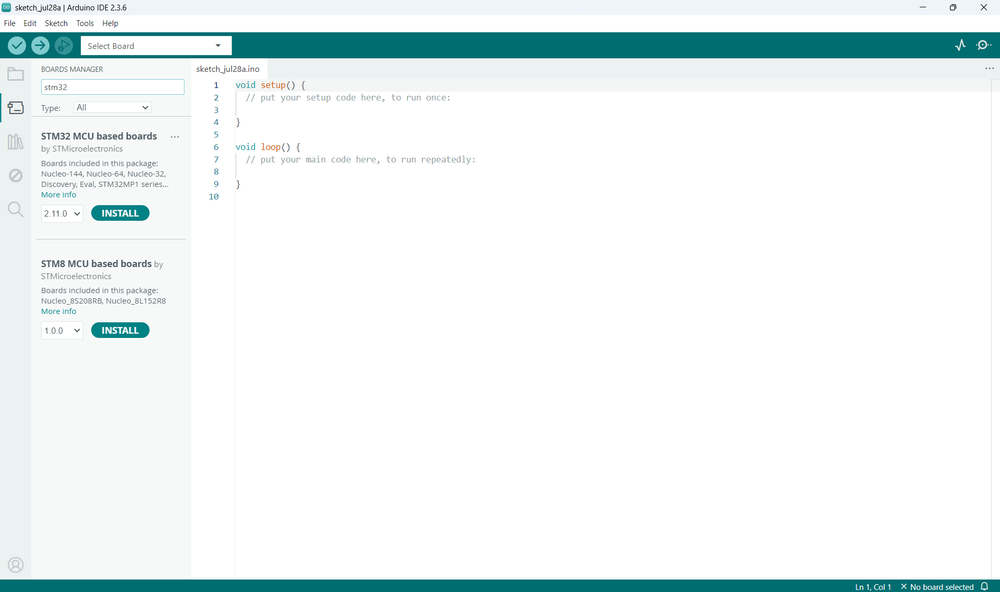 sketch_jul28a | Arduino IDE 2.3.6
File Edit Sketch Tools Help
Select Board
BOARDS MANAGER
stm32
Type: All
STM32 MCU based boards ...
by STMicroelectronics
Boards included in this package:
Nucleo-144, Nucleo-64, Nucleo-32,
Discovery, Eval, STM32MP1 series...
More info
2.11.0 INSTALL
STM8 MCU based boards by
STMicroelectronics
Boards included in this package:
Nucleo_8S208RB, Nucleo_8L152R8
More info
1.0.0 INSTALL
sketch_jul28a.ino ...
1 void setup() {
2 // put your setup code here, to run once:
3
4 }
5
6 void loop() {
7 // put your main code here, to run repeatedly:
8
9 }
10
Ln 1, Col 1 × No board selected